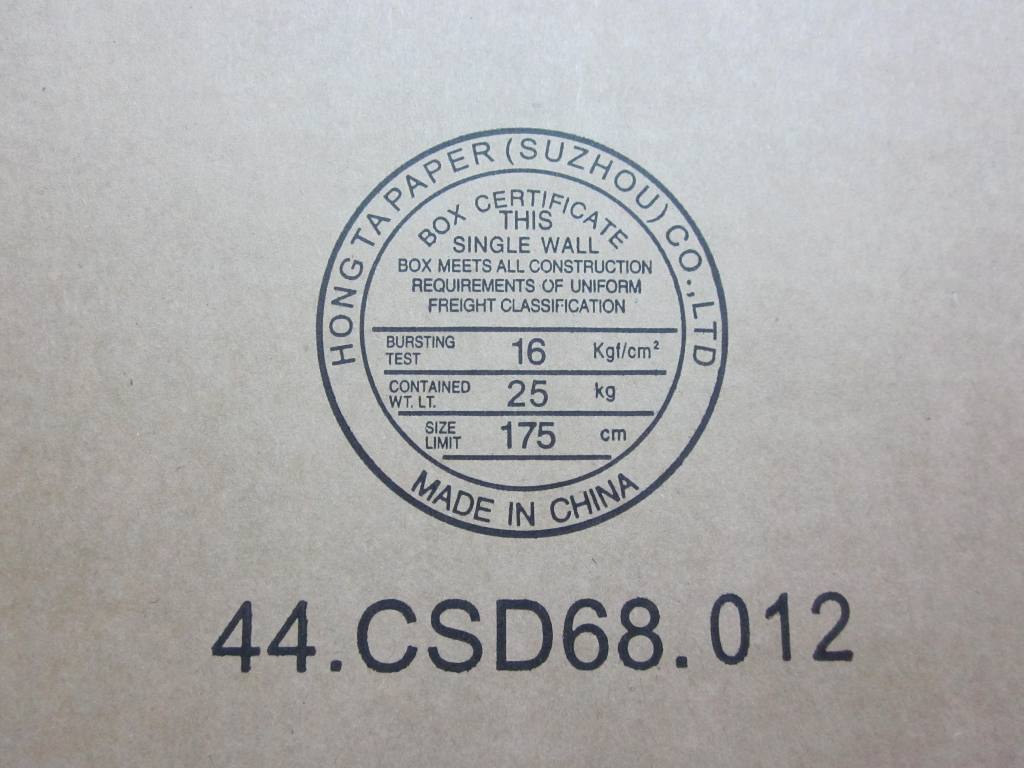 HONG TA PAPER (SUZHOU) CO.,LTD
BOX CERTIFICATE
THIS
SINGLE WALL
BOX MEETS ALL CONSTRUCTION
REQUIREMENTS OF UNIFORM
FREIGHT CLASSIFICATION
BURSTING TEST 16 Kgf/cm²
CONTAINED WT. LT. 25 kg
SIZE LIMIT 175 cm
MADE IN CHINA
44.CSD68.012